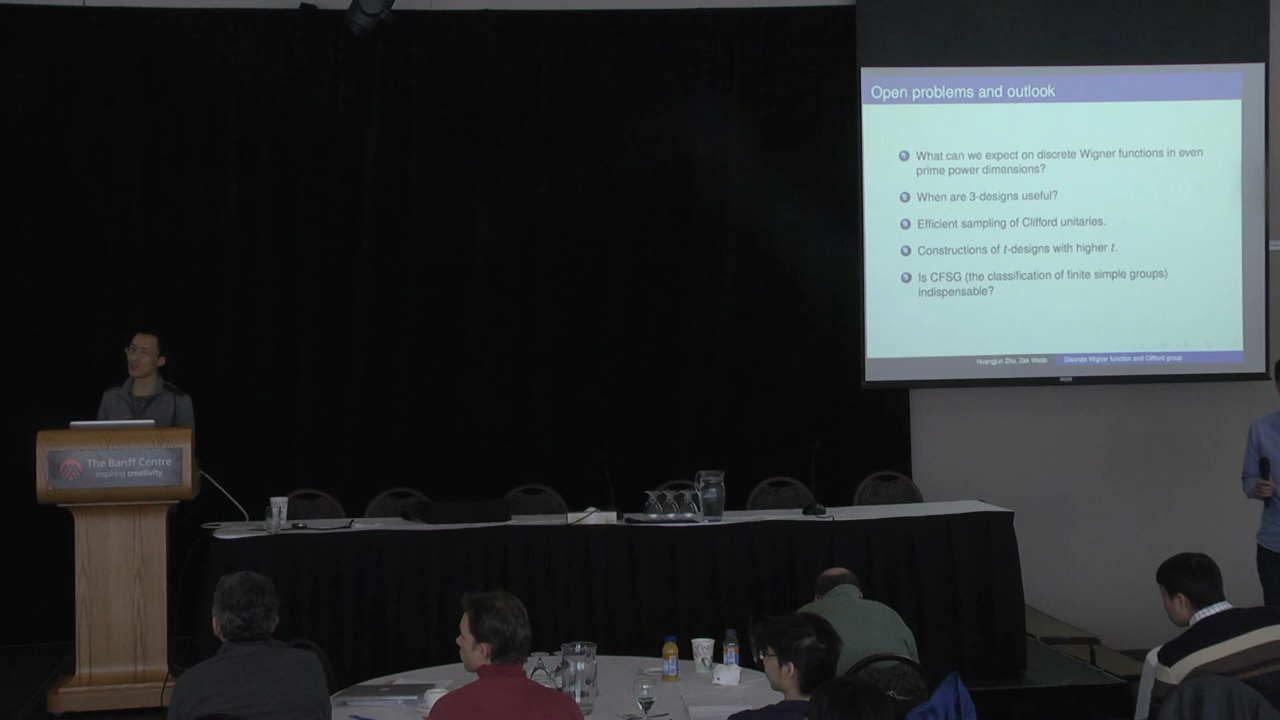 Open problems and outlook
What can we expect on discrete Wigner functions in even
prime power dimensions?
When are 3-designs useful?
Efficient sampling of Clifford unitaries.
Constructions of t-designs with higher t.
Is CFSG (the classification of finite simple groups)
indispensable?
Huangjun Zhu, Zak Webb
Discrete Wigner function and Clifford group
The Banff Centre
inspiring creativity